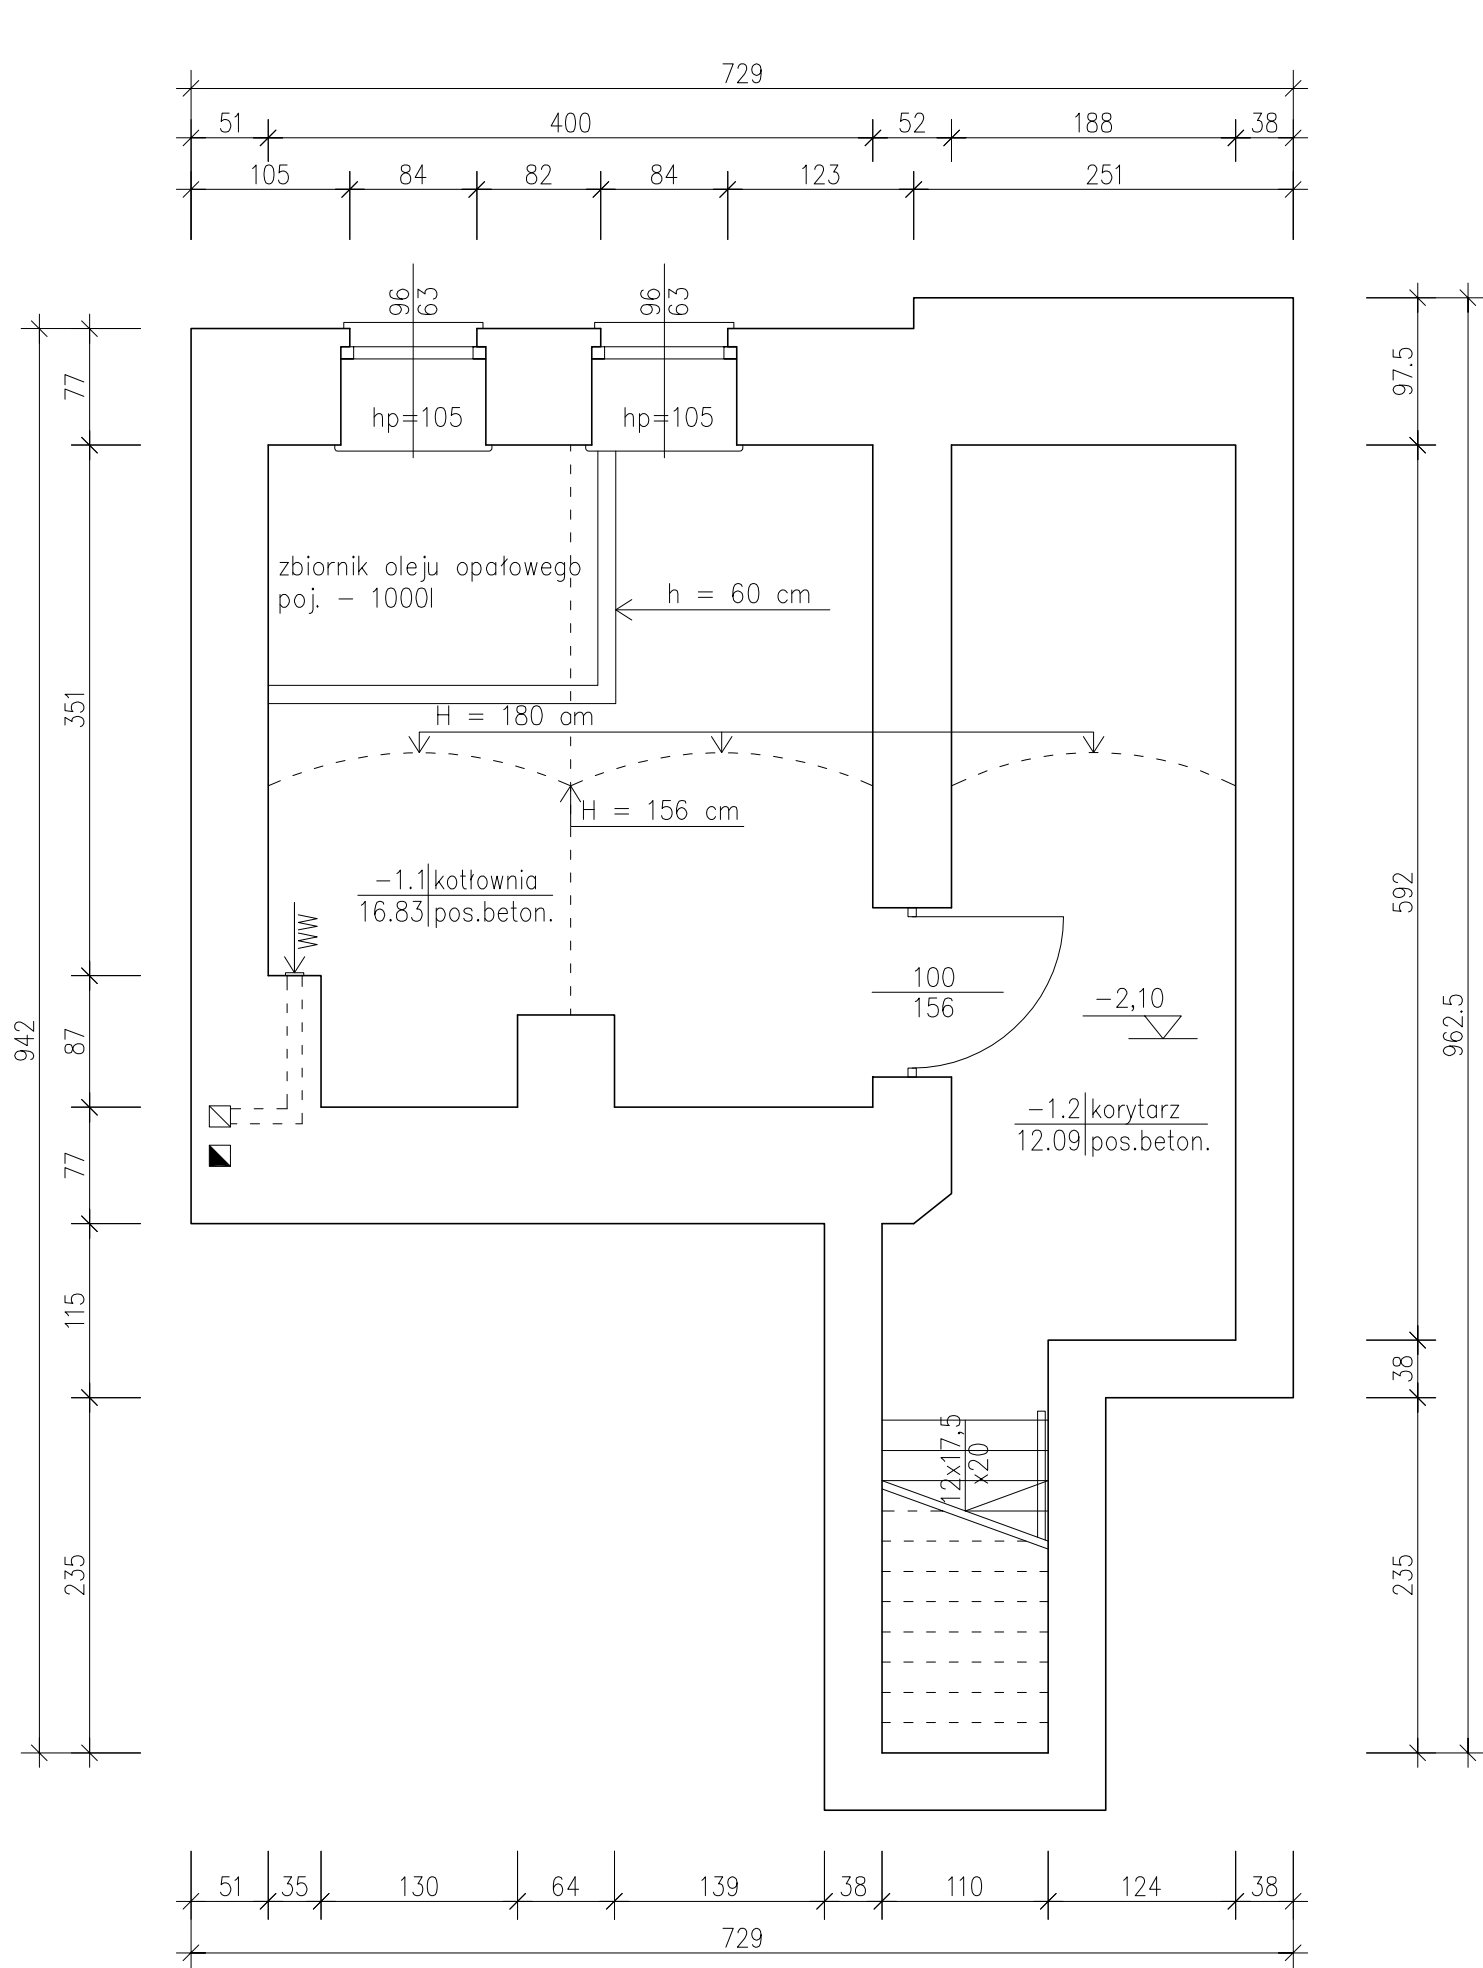 729
51 400 52 188 38
105 84 82 84 123 251
96
63
96
63
hp=105
hp=105
zbiornik oleju opałowego
poj. – 1000l
h = 60 cm
H = 180 cm
H = 156 cm
-1.1 kotłownia
16.83 pos.beton.
WW
100
156
-2,10
-1.2 korytarz
12.09 pos.beton.
12x17,5
x20
77
351
87
77
115
235
942
97.5
592
38
235
962.5
51 35 130 64 139 38 110 124 38
729